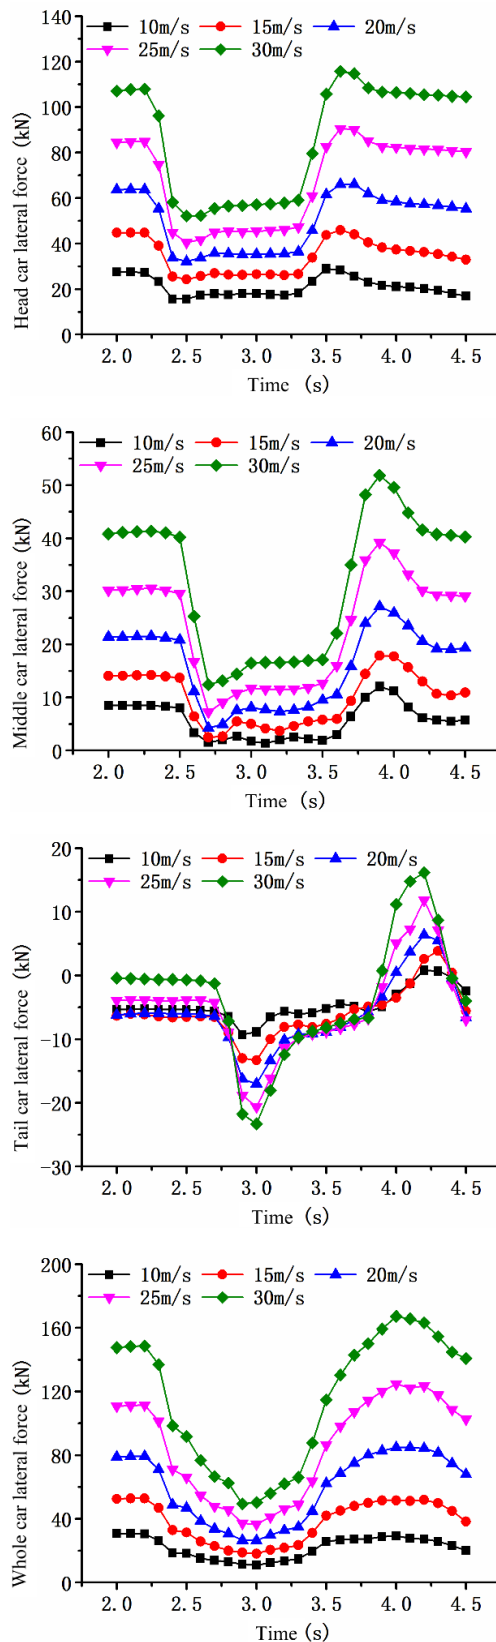 10m/s 15m/s 20m/s
25m/s 30m/s
Head car lateral force (kN)
140
120
100
80
60
40
20
0
2.0 2.5 3.0 3.5 4.0 4.5
Time (s)
10m/s 15m/s 20m/s
25m/s 30m/s
Middle car lateral force (kN)
60
50
40
30
20
10
0
2.0 2.5 3.0 3.5 4.0 4.5
Time (s)
10m/s 15m/s 20m/s
25m/s 30m/s
Tail car lateral force (kN)
20
10
0
−10
−20
−30
2.0 2.5 3.0 3.5 4.0 4.5
Time (s)
10m/s 15m/s 20m/s
25m/s 30m/s
Whole car lateral force (kN)
200
160
120
80
40
0
2.0 2.5 3.0 3.5 4.0 4.5
Time (s)